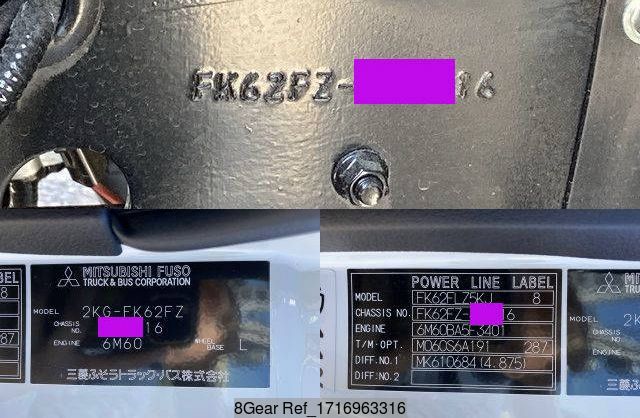 FK62FZ- 16
MITSUBISHI FUSO
TRUCK & BUS CORPORATION
MODEL 2KG-FK62FZ
CHASSIS NO. 16
ENGINE 6M60 WHEEL BASE L
三菱ふそうトラック・バス株式会社
POWER LINE LABEL
MODEL FK62FLZ5KJ 8
CHASSIS NO. FK62FZ- 6
ENGINE
T/M·OPT. M060S6A191 287
DIFF.NO.1 MK610684 (4.875)
DIFF.NO.2
8Gear Ref_1716963316